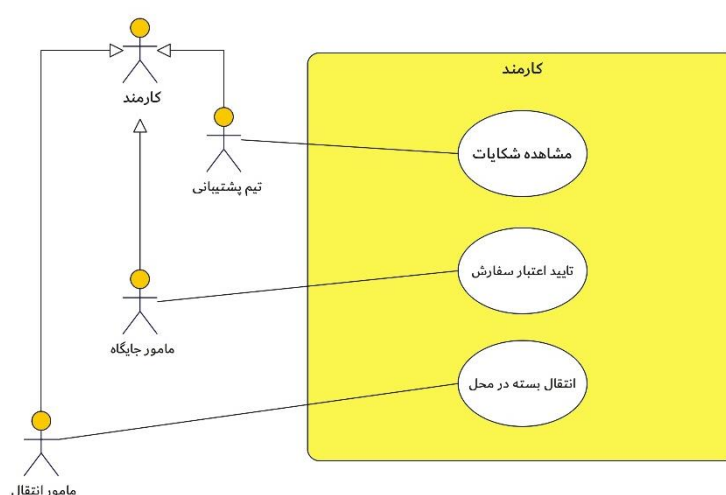 کارمند
کارمند
مشاهده شکایات
تیم پشتیبانی
تایید اعتبار سفارش
مامور جایگاه
انتقال بسته در محل
مامور انتقال